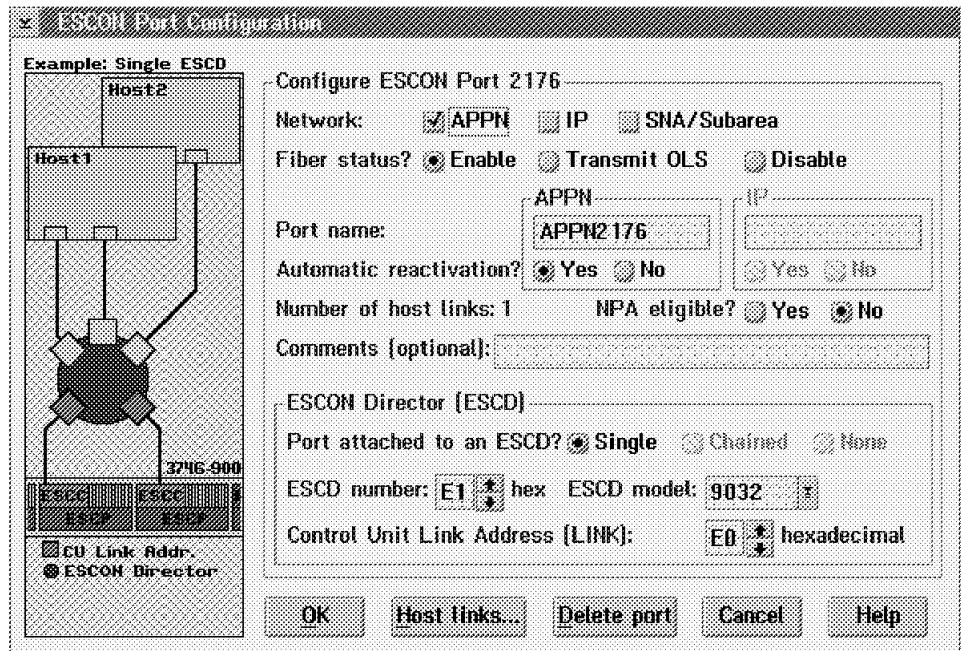 ESCON Port Configuration
Example: Single ESCD
Host2
Host1
3746-900
ESCC ESCC
ESCP ESCP
CU Link Addr.
ESCON Director
Configure ESCON Port 2176
Network: APPN IP SNA/Subarea
Fiber status? Enable Transmit OLS Disable
APPN IP
Port name: APPN2176
Automatic reactivation? Yes No Yes No
Number of host links: 1 NPA eligible? Yes No
Comments (optional):
ESCON Director (ESCD)
Port attached to an ESCD? Single Chained None
ESCD number: E1 hex ESCD model: 9032
Control Unit Link Address (LINK): E0 hexadecimal
OK Host links... Delete port Cancel Help